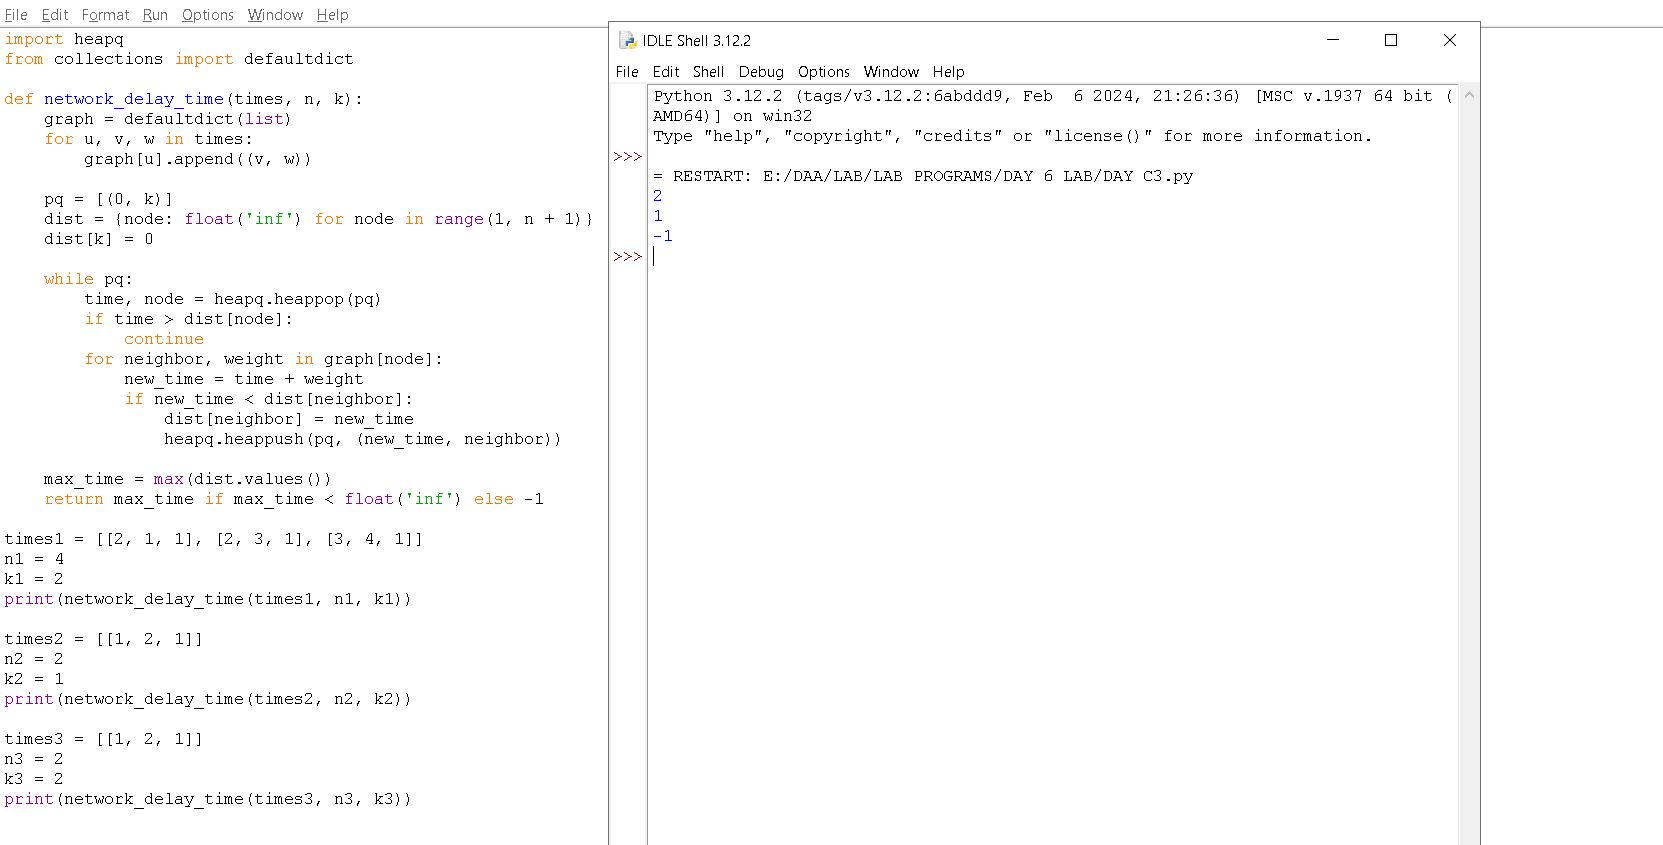 File Edit Format Run Options Window Help
import heapq
from collections import defaultdict
def network_delay_time(times, n, k):
    graph = defaultdict(list)
    for u, v, w in times:
        graph[u].append((v, w))
    pq = [(0, k)]
    dist = {node: float('inf') for node in range(1, n + 1)}
    dist[k] = 0
    while pq:
        time, node = heapq.heappop(pq)
        if time > dist[node]:
            continue
        for neighbor, weight in graph[node]:
            new_time = time + weight
            if new_time < dist[neighbor]:
                dist[neighbor] = new_time
                heapq.heappush(pq, (new_time, neighbor))
    max_time = max(dist.values())
    return max_time if max_time < float('inf') else -1
times1 = [[2, 1, 1], [2, 3, 1], [3, 4, 1]]
n1 = 4
k1 = 2
print(network_delay_time(times1, n1, k1))
times2 = [[1, 2, 1]]
n2 = 2
k2 = 1
print(network_delay_time(times2, n2, k2))
times3 = [[1, 2, 1]]
n3 = 2
k3 = 2
print(network_delay_time(times3, n3, k3))
IDLE Shell 3.12.2
File Edit Shell Debug Options Window Help
Python 3.12.2 (tags/v3.12.2:6abddd9, Feb  6 2024, 21:26:36) [MSC v.1937 64 bit (
AMD64)] on win32
Type "help", "copyright", "credits" or "license()" for more information.
>>>
= RESTART: E:/DAA/LAB/LAB PROGRAMS/DAY 6 LAB/DAY C3.py
2
1
-1
>>>